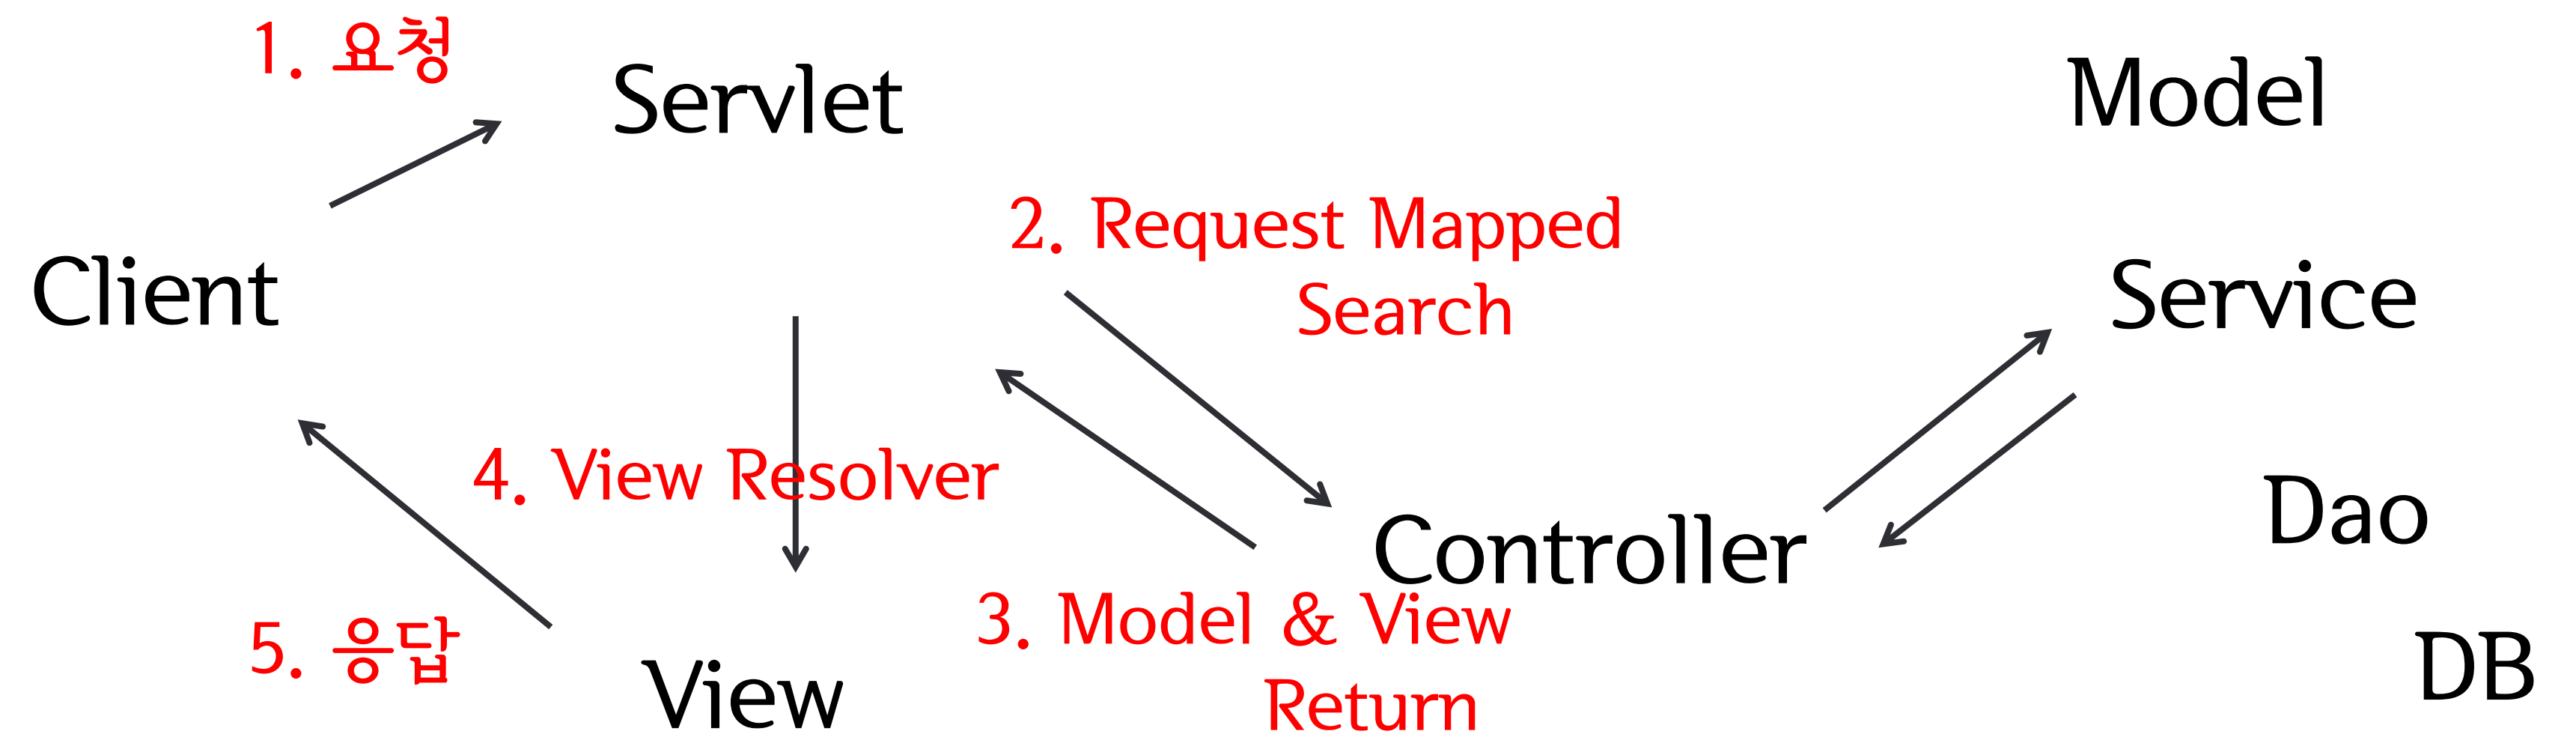 1. 요청
Servlet
Model
2. Request Mapped
Search
Client
Service
4. View Resolver
Dao
Controller
3. Model & View
Return
5. 응답
View
DB